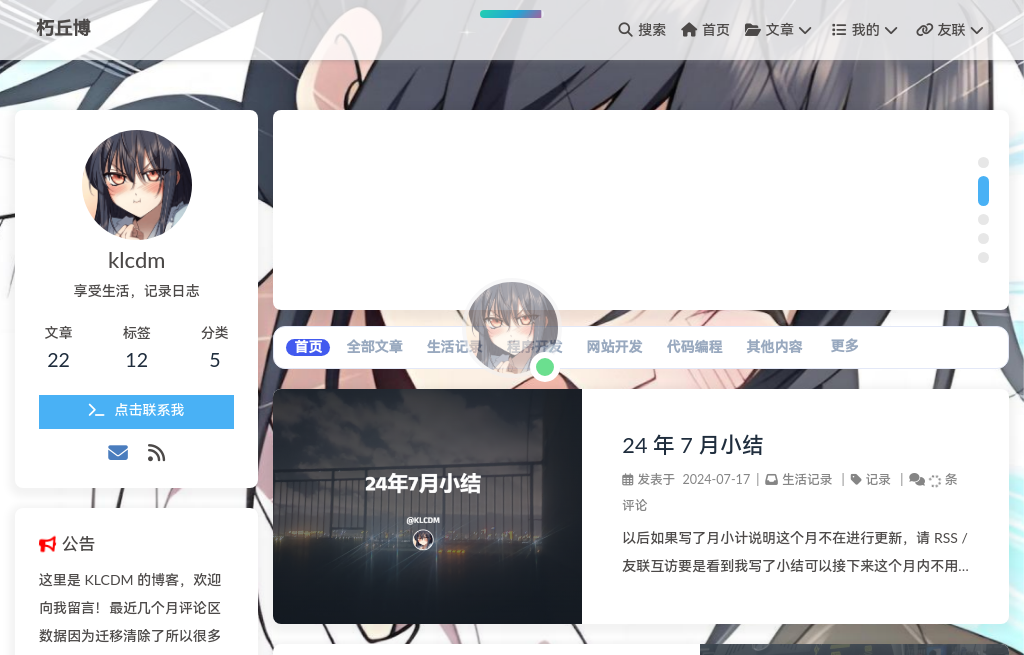 朽丘博
搜索 首页 文章 我的 友联
klcdm
享受生活，记录日志
文章 标签 分类
22 12 5
点击联系我
公告
这里是 KLCDM 的博客，欢迎
向我留言！最近几个月评论区
数据因为迁移清除了所以很多
首页 全部文章 生活记录 程序开发 网站开发 代码编程 其他内容 更多
24年7月小结
@KLCDM
24 年 7 月小结
发表于 2024-07-17 | 生活记录 | 记录 | 条
评论
以后如果写了月小计说明这个月不在进行更新，请 RSS /
友联互访要是看到我写了小结可以接下来这个月内不用...